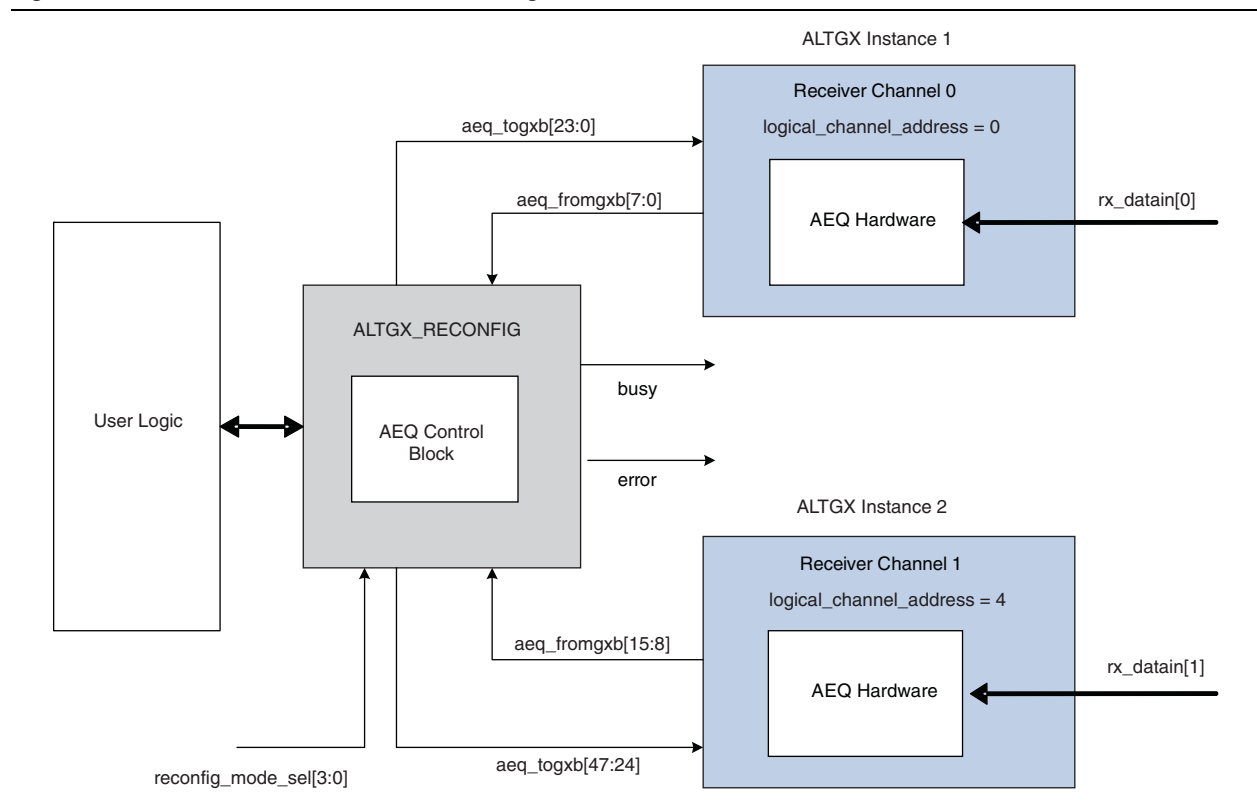 ALTGX Instance 1
Receiver Channel 0
logical_channel_address = 0
aeq_togxb[23:0]
aeq_fromgxb[7:0]
AEQ Hardware
rx_datain[0]
ALTGX_RECONFIG
busy
User Logic
AEQ Control
Block
error
ALTGX Instance 2
Receiver Channel 1
logical_channel_address = 4
aeq_fromgxb[15:8]
AEQ Hardware
rx_datain[1]
aeq_togxb[47:24]
reconfig_mode_sel[3:0]